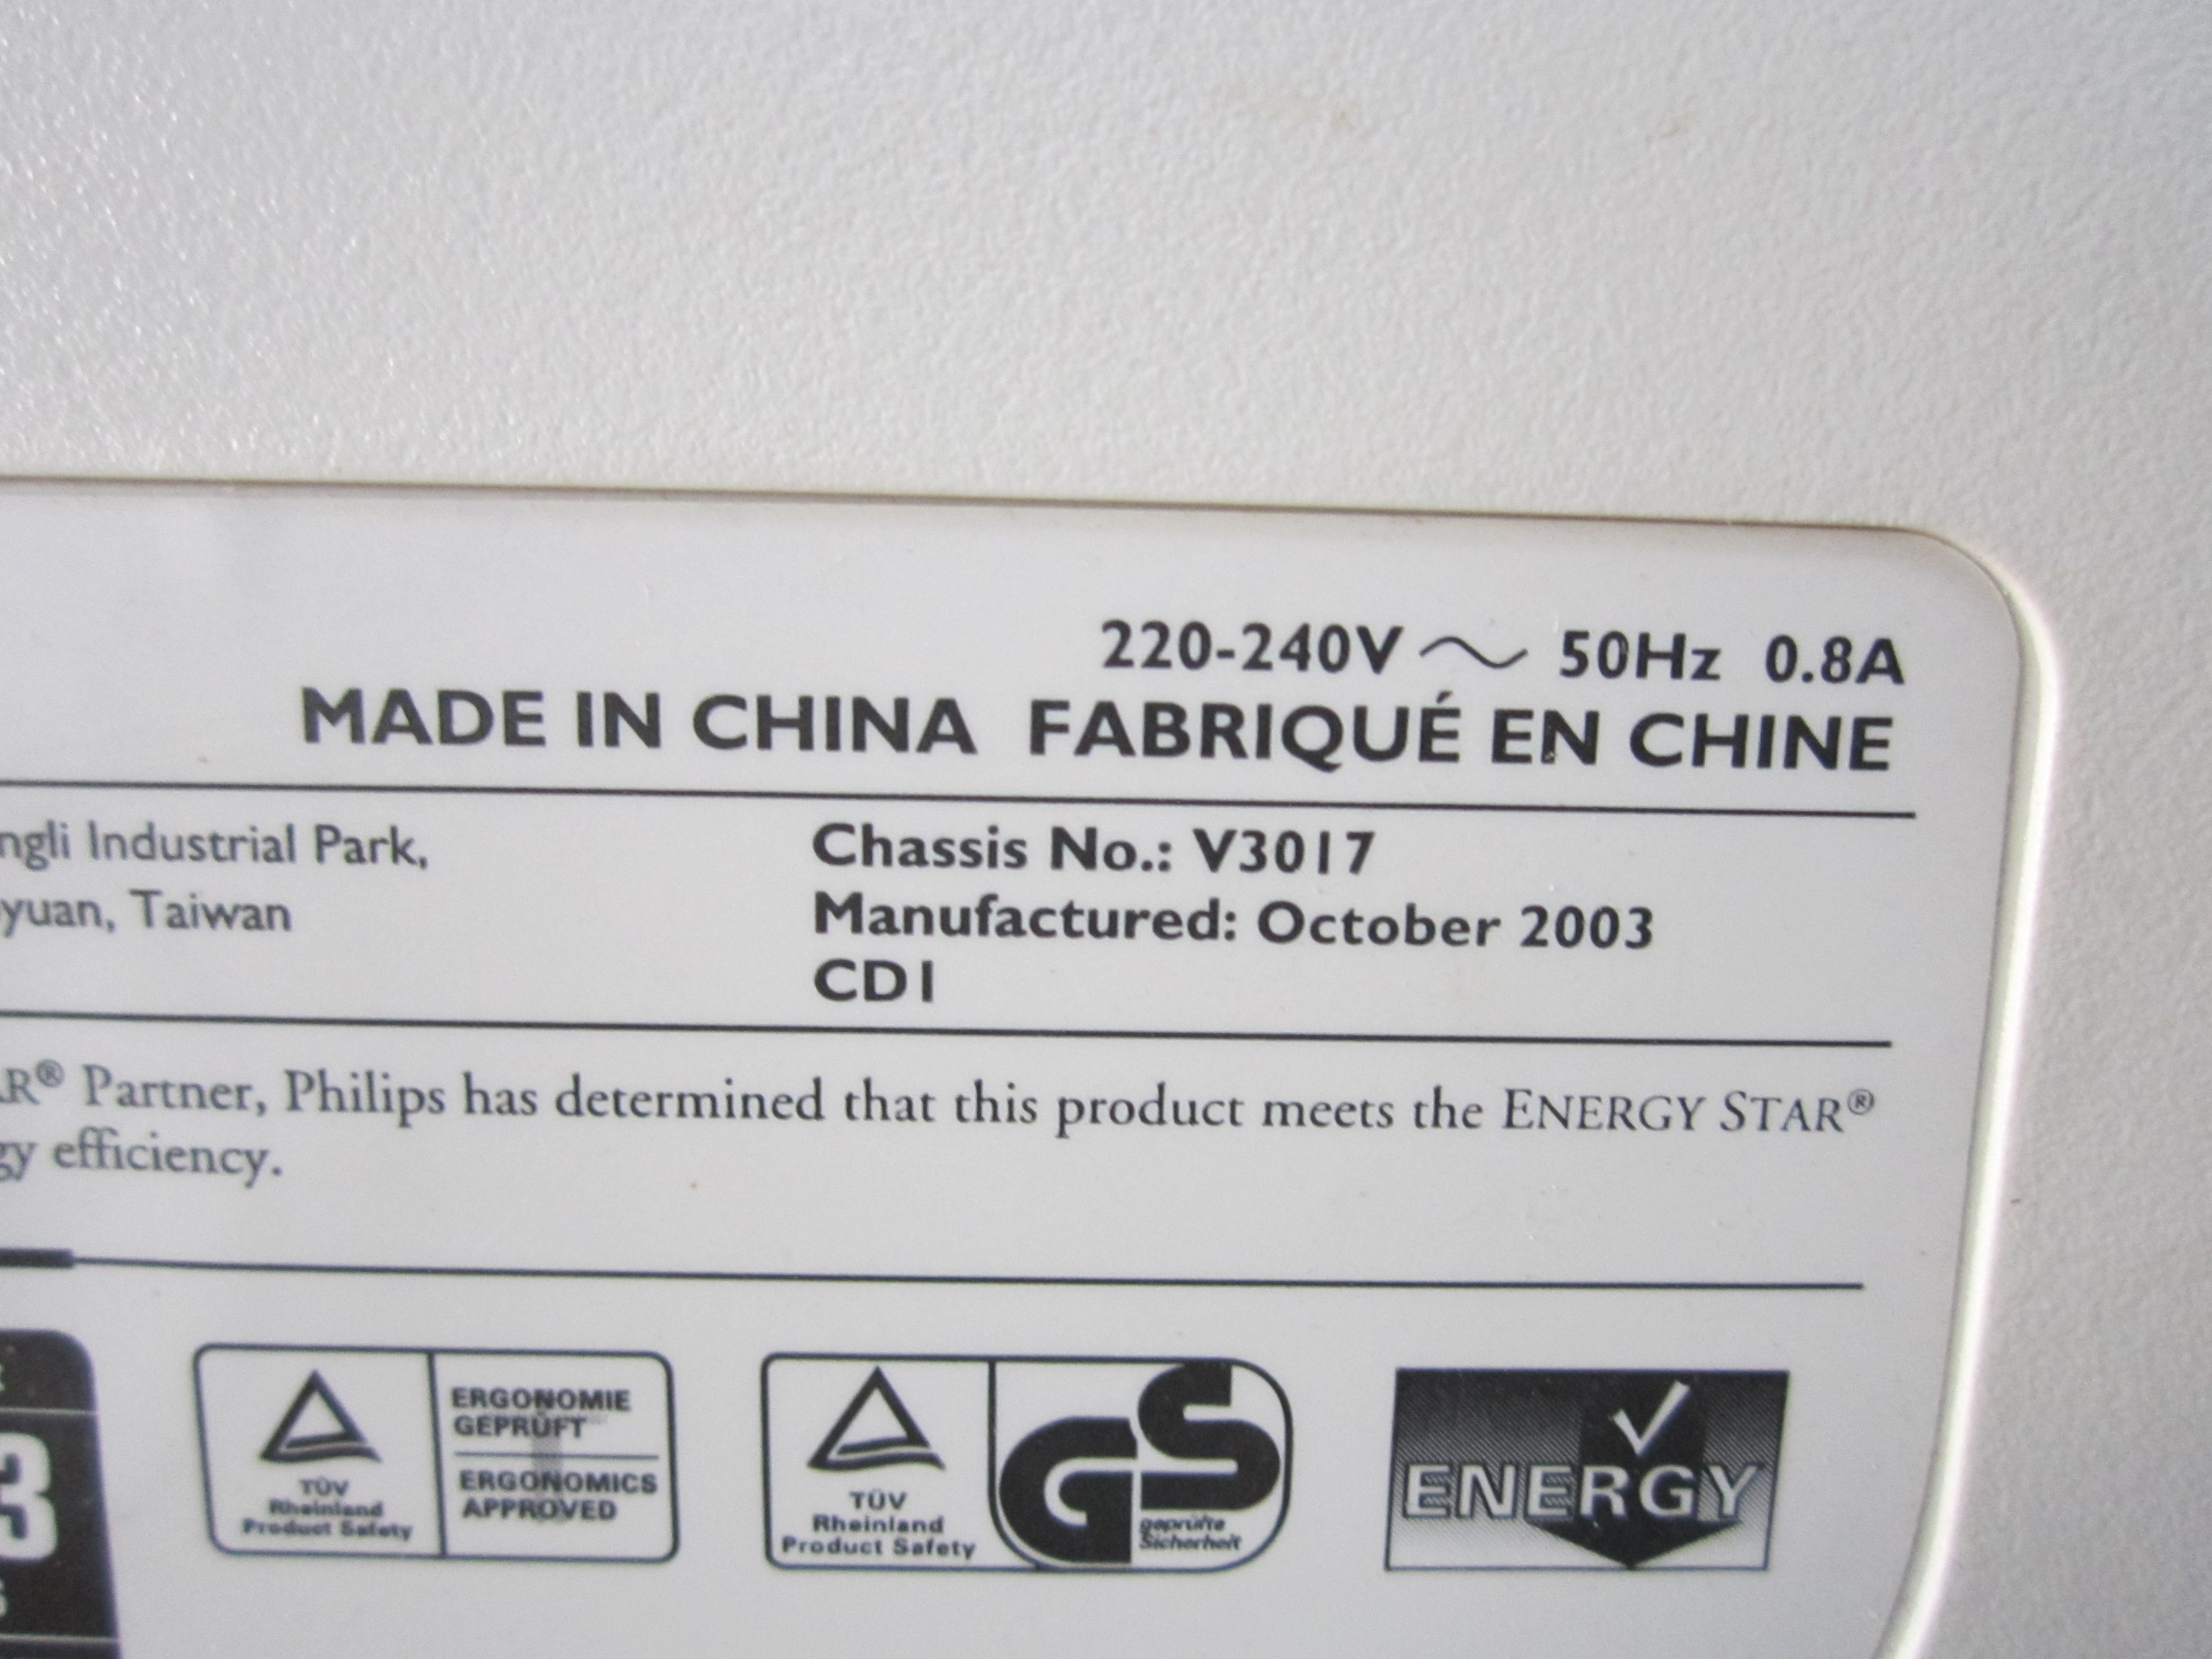 220-240V ~ 50Hz 0.8A
MADE IN CHINA FABRIQUÉ EN CHINE
ngli Industrial Park,
yuan, Taiwan
Chassis No.: V3017
Manufactured: October 2003
CD1
AR® Partner, Philips has determined that this product meets the ENERGY STAR®
gy efficiency.
3
TÜV
Rheinland
Product Safety
ERGONOMIE
GEPRÜFT
ERGONOMICS
APPROVED
TÜV
Rheinland
Product Safety
GS
geprüfte
Sicherheit
ENERGY